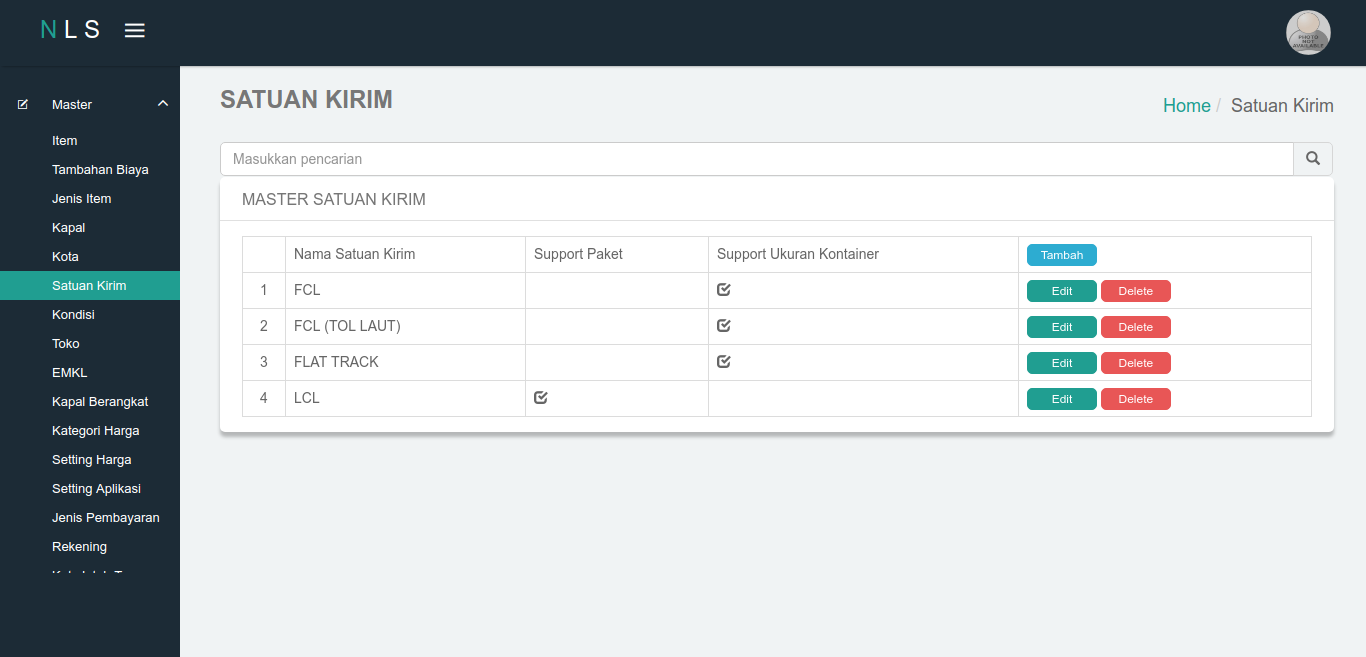 NLS
PHOTO
NOT
AVAILABLE
Master
Item
Tambahan Biaya
Jenis Item
Kapal
Kota
Satuan Kirim
Kondisi
Toko
EMKL
Kapal Berangkat
Kategori Harga
Setting Harga
Setting Aplikasi
Jenis Pembayaran
Rekening
SATUAN KIRIM
Home / Satuan Kirim
Masukkan pencarian
MASTER SATUAN KIRIM
Nama Satuan Kirim Support Paket Support Ukuran Kontainer Tambah
1 FCL Edit Delete
2 FCL (TOL LAUT) Edit Delete
3 FLAT TRACK Edit Delete
4 LCL Edit Delete